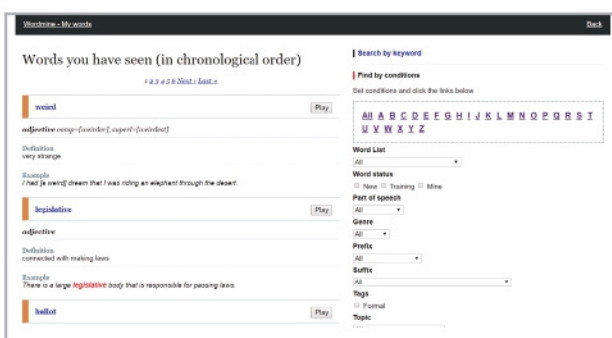 Wordmine - My words
Back
Words you have seen (in chronological order)
1 2 3 4 5 6 Next › Last »
weird
Play
adjective comp=[weirder], superl=[weirdest]
Definition
very strange
Example
I had [a weird] dream that I was riding an elephant through the desert.
legislative
Play
adjective
Definition
connected with making laws
Example
There is a large legislative body that is responsible for passing laws.
ballot
Play
Search by keyword
Find by conditions
Set conditions and click the links below
All A B C D E F G H I J K L M N O P Q R S T
U V W X Y Z
Word List
All
Word status
New Training Mine
Part of speech
All
Genre
All
Prefix
All
Suffix
All
Tags
Formal
Topic